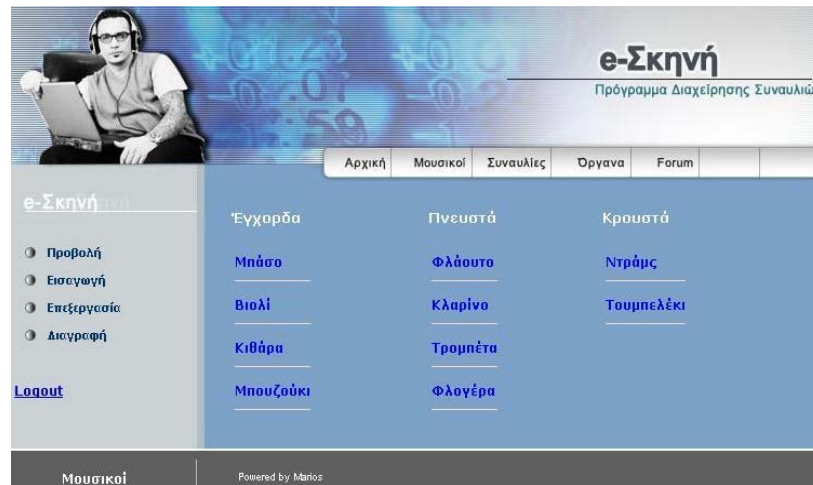 e-Σκηνή
Πρόγραμμα Διαχείρησης
Αρχική Μουσικοί Συναυλίες Όργανα Forum
e-Σκηνή
Προβολή
Εισαγωγή
Επεξεργασία
Διαγραφή
Logout
Έγχορδα Πνευστά Κρουστά
Μπάσο Φλάουτο Ντράμς
Βιολί Κλαρίνο Τουμπελέκι
Κιθάρα Τρομπέτα
Μπουζούκι Φλογέρα
Μουσικοί Powered by Marios